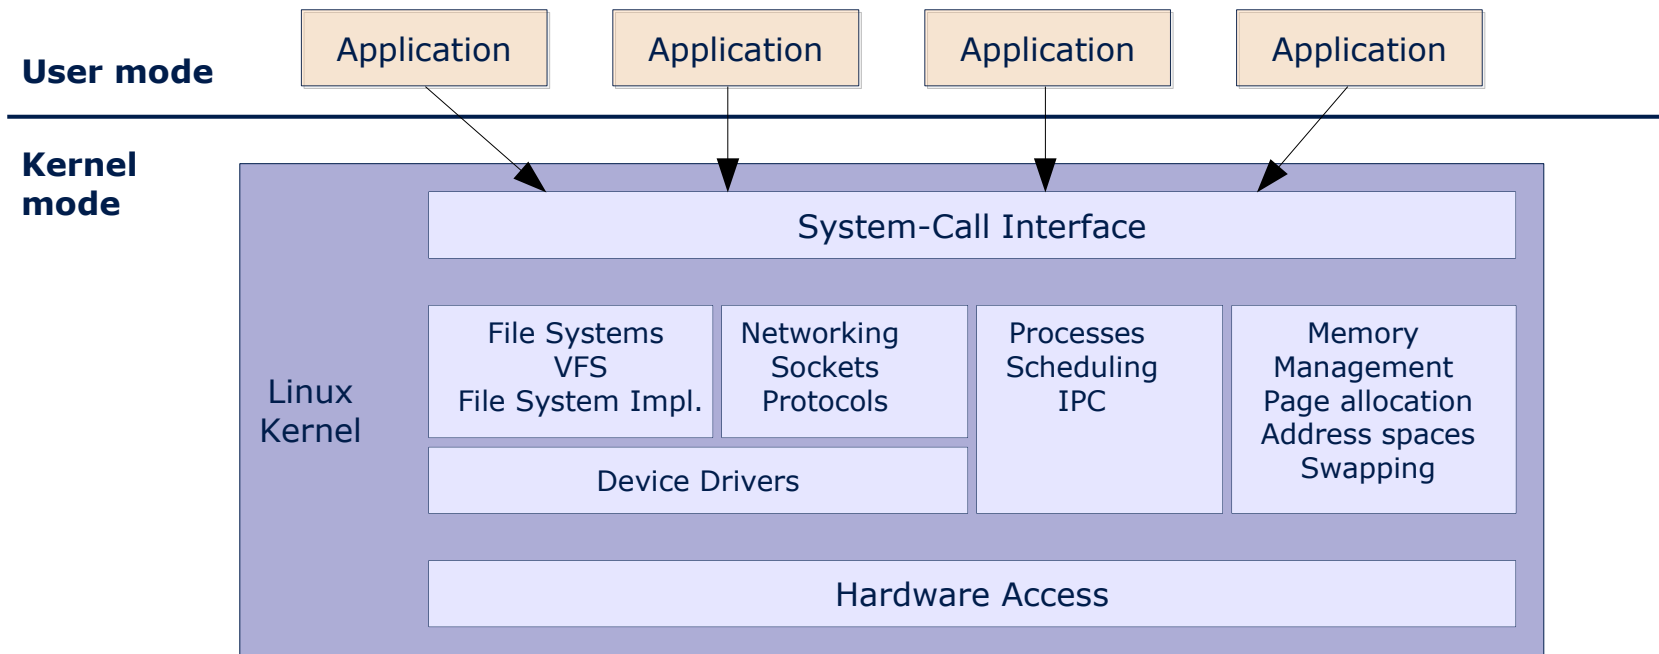 Application
Application
Application
Application
User mode
Kernel
mode
System-Call Interface
Linux
Kernel
File Systems
VFS
File System Impl.
Networking
Sockets
Protocols
Processes
Scheduling
IPC
Memory
Management
Page allocation
Address spaces
Swapping
Device Drivers
Hardware Access